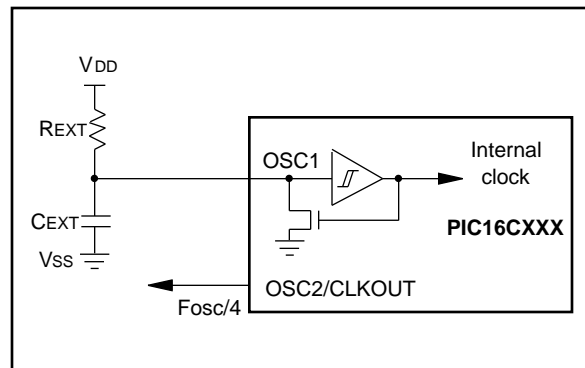 VDD
REXT
OSC1
Internal
clock
CEXT
PIC16CXXX
VSS
OSC2/CLKOUT
Fosc/4